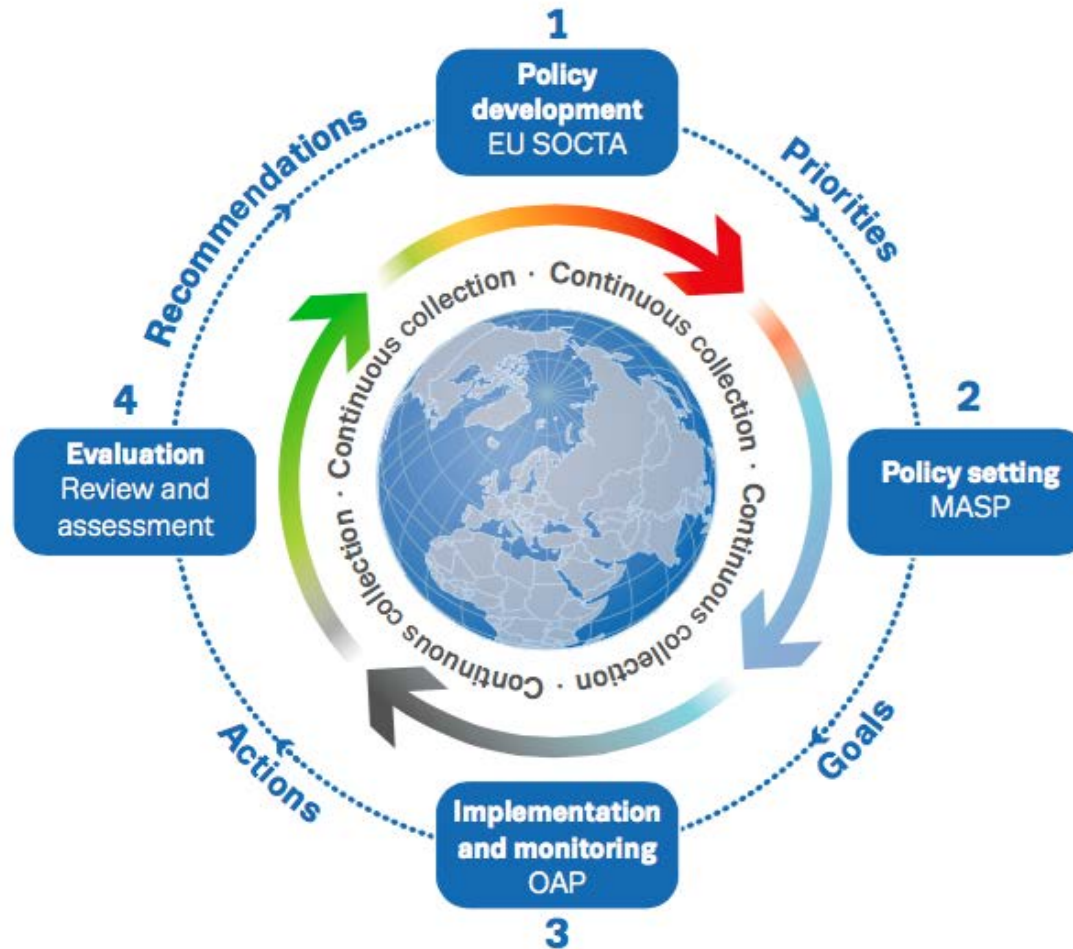 1
Policy
development
EU SOCTA
Priorities
2
Policy setting
MASP
Goals
Implementation
and monitoring
OAP
3
Actions
4
Evaluation
Review and
assessment
Recommendations
Continuous collection · Continuous collection · Continuous collection · Continuous collection · Continuous collection ·